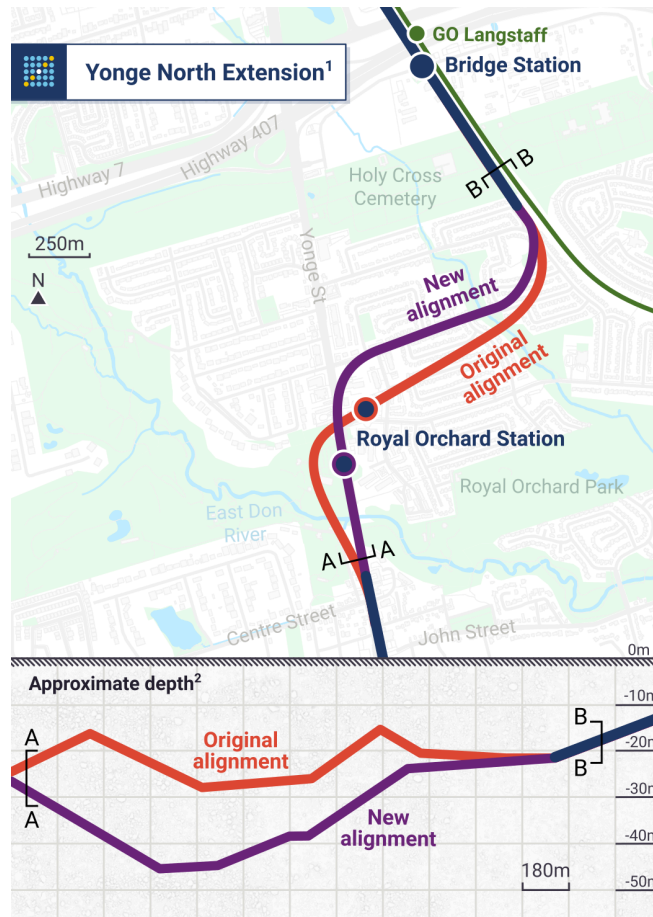 GO Langstaff
Yonge North Extension¹
Bridge Station
Highway 407
Highway 7
B
B
Holy Cross
Cemetery
250m
N
Yonge St
New
alignment
Original
alignment
Royal Orchard Station
Royal Orchard Park
East Don
River
A
A
Centre Street
John Street
0m
Approximate depth²
-10m
B
A
Original
alignment
-20m
B
-30m
A
New
alignment
-40m
180m
-50m